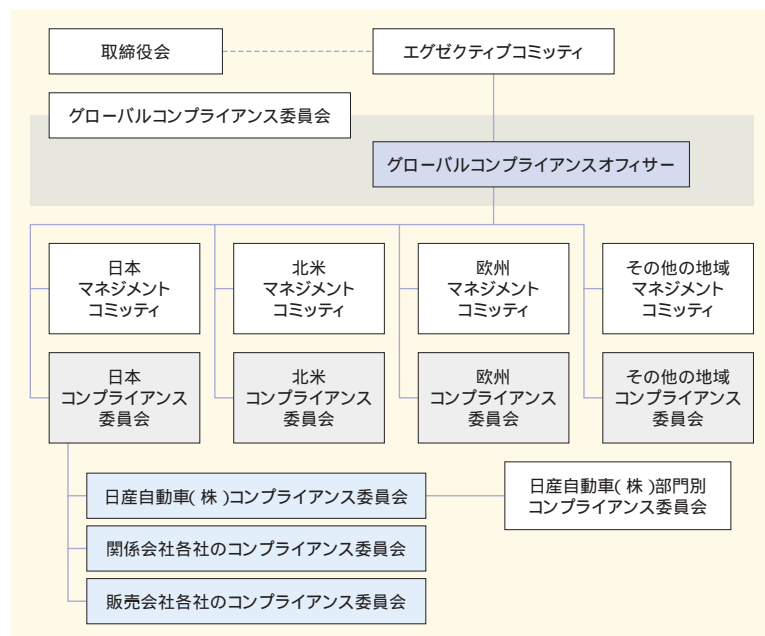 取締役会
エグゼクティブコミッティ
グローバルコンプライアンス委員会
グローバルコンプライアンスオフィサー
日本
マネジメント
コミッティ
北米
マネジメント
コミッティ
欧州
マネジメント
コミッティ
その他の地域
マネジメント
コミッティ
日本
コンプライアンス
委員会
北米
コンプライアンス
委員会
欧州
コンプライアンス
委員会
その他の地域
コンプライアンス
委員会
日産自動車(株)コンプライアンス委員会
日産自動車(株)部門別
コンプライアンス委員会
関係会社各社のコンプライアンス委員会
販売会社各社のコンプライアンス委員会